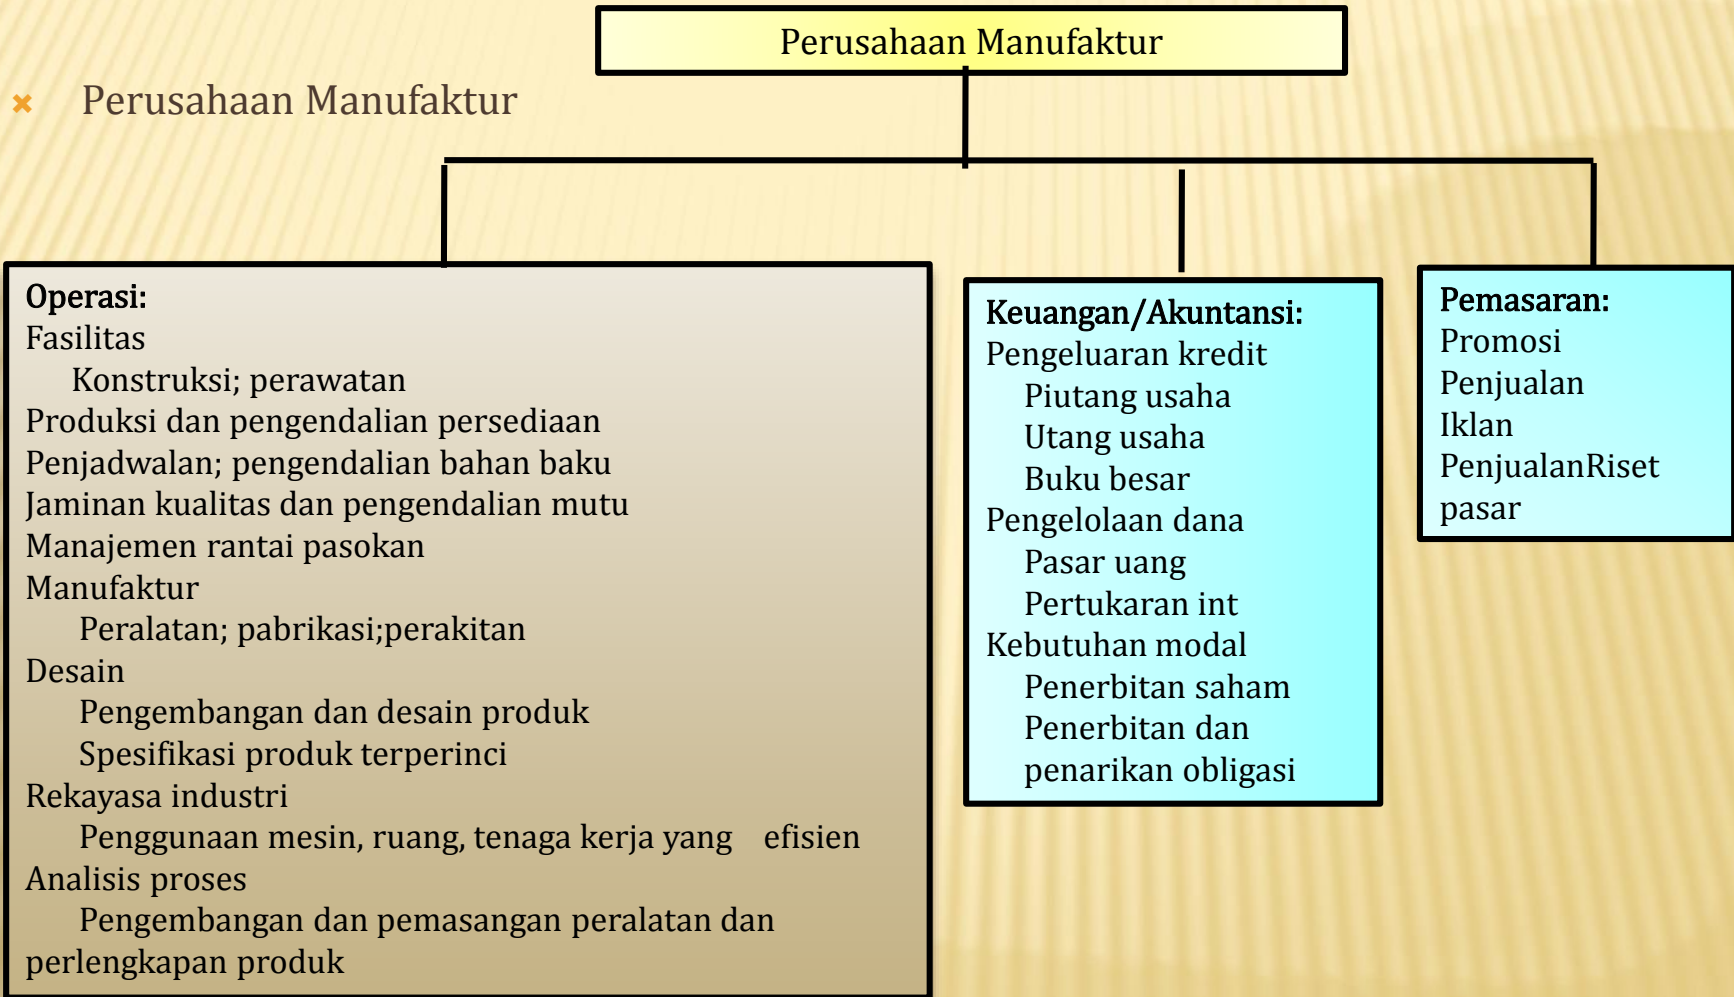 Perusahaan Manufaktur
Perusahaan Manufaktur
Operasi:
Fasilitas
Konstruksi; perawatan
Produksi dan pengendalian persediaan
Penjadwalan; pengendalian bahan baku
Jaminan kualitas dan pengendalian mutu
Manajemen rantai pasokan
Manufaktur
Peralatan; pabrikasi;perakitan
Desain
Pengembangan dan desain produk
Spesifikasi produk terperinci
Rekayasa industri
Penggunaan mesin, ruang, tenaga kerja yang efisien
Analisis proses
Pengembangan dan pemasangan peralatan dan
perlengkapan produk
Keuangan/Akuntansi:
Pengeluaran kredit
Piutang usaha
Utang usaha
Buku besar
Pengelolaan dana
Pasar uang
Pertukaran int
Kebutuhan modal
Penerbitan saham
Penerbitan dan
penarikan obligasi
Pemasaran:
Promosi
Penjualan
Iklan
PenjualanRiset
pasar